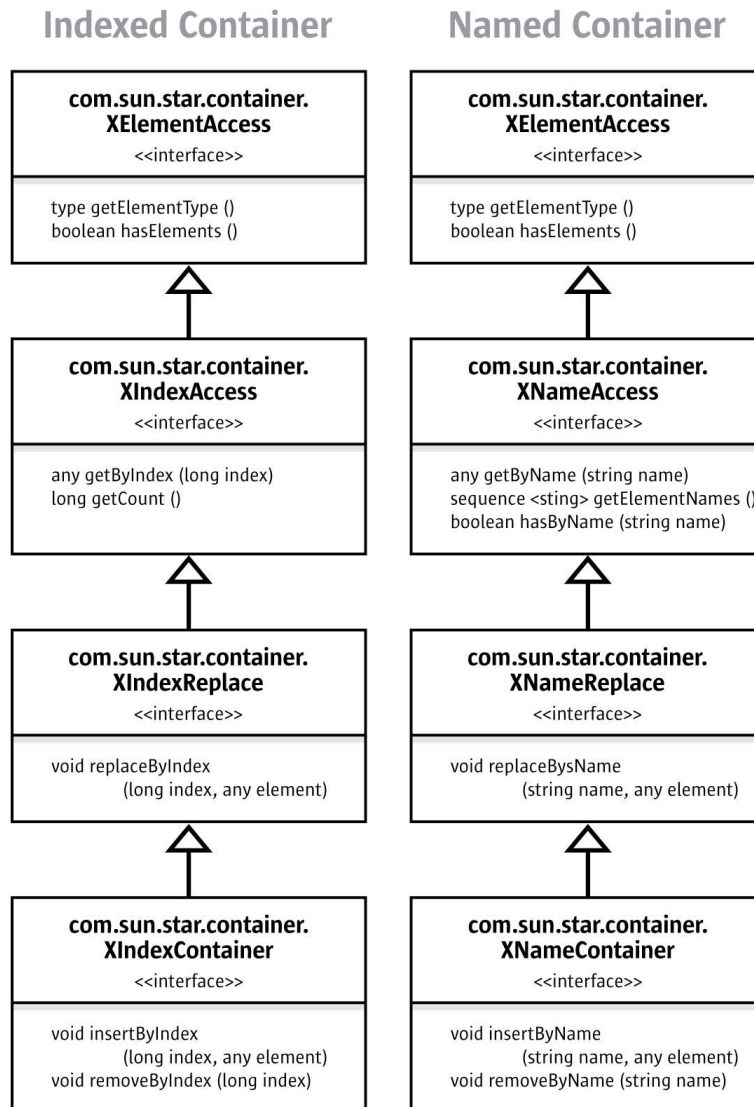 Indexed Container
com.sun.star.container.
XElementAccess
<<interface>>
type getElementType ()
boolean hasElements ()
com.sun.star.container.
XIndexAccess
<<interface>>
any getByIndex (long index)
long getCount ()
com.sun.star.container.
XIndexReplace
<<interface>>
void replaceByIndex
(long index, any element)
com.sun.star.container.
XIndexContainer
<<interface>>
void insertByIndex
(long index, any element)
void removeByIndex (long index)
Named Container
com.sun.star.container.
XElementAccess
<<interface>>
type getElementType ()
boolean hasElements ()
com.sun.star.container.
XNameAccess
<<interface>>
any getByName (string name)
sequence <sting> getElementNames ()
boolean hasByName (string name)
com.sun.star.container.
XNameReplace
<<interface>>
void replaceBysName
(string name, any element)
com.sun.star.container.
XNameContainer
<<interface>>
void insertByName
(string name, any element)
void removeByName (string name)